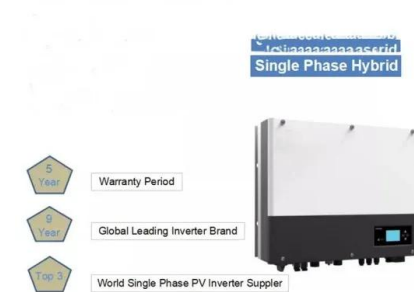 Single Phase Hybrid
5
Year
Warranty Period
9
Year
Global Leading Inverter Brand
Top 3
World Single Phase PV Inverter Suppler